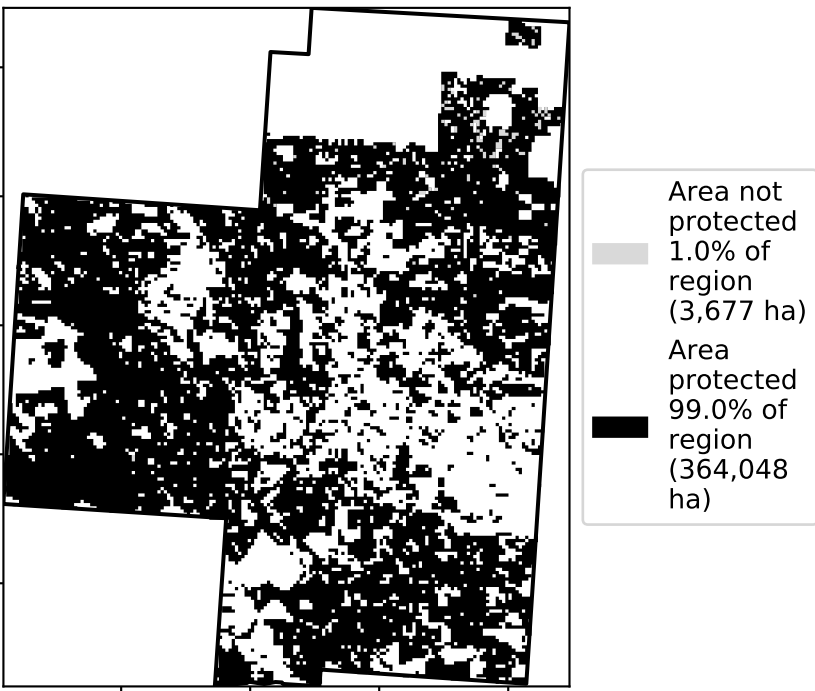 Area not
protected
1.0% of
region
(3,677 ha)
Area
protected
99.0% of
region
(364,048
ha)